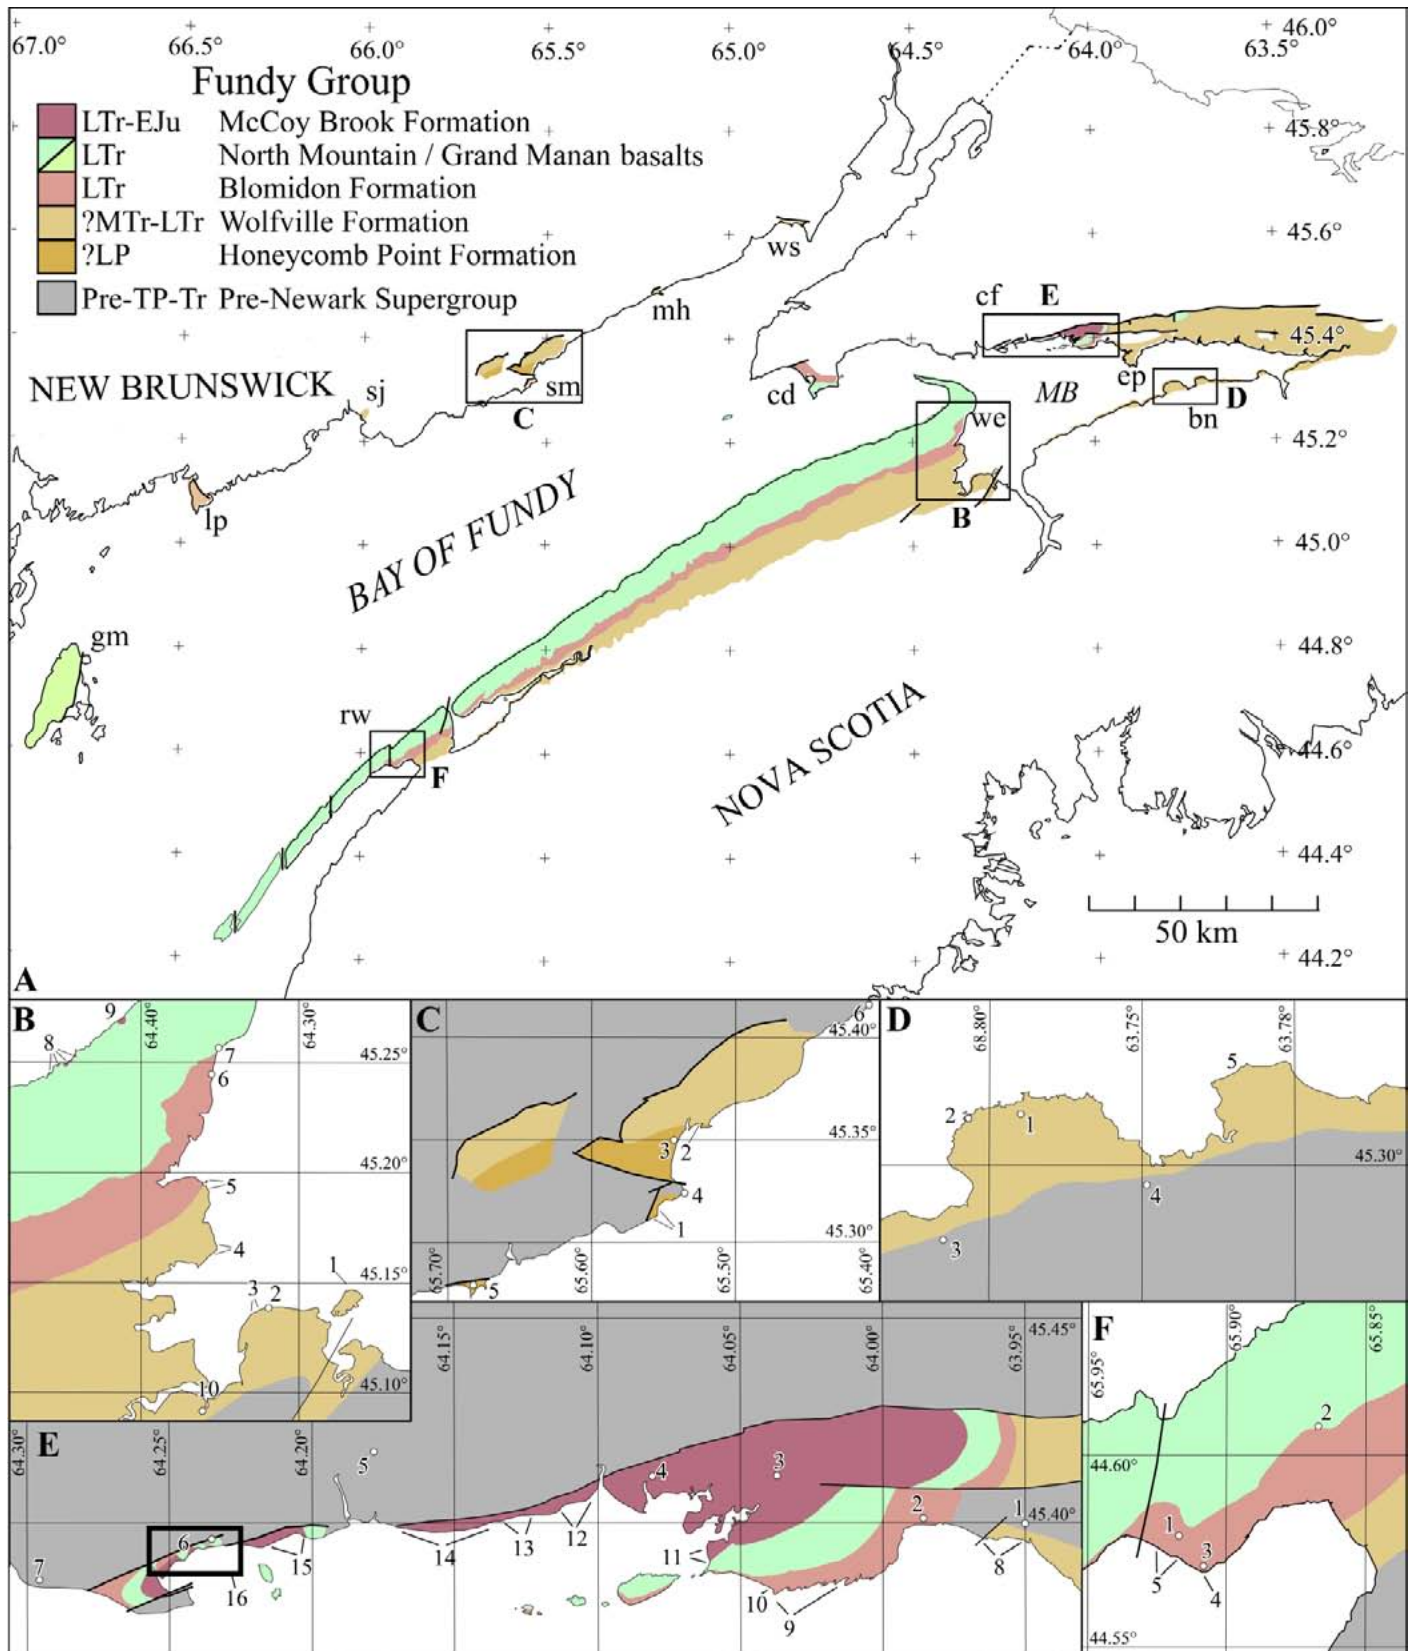 67.0° 66.5° 66.0° 65.5° 65.0° 64.5° 64.0° 63.5° 46.0°
Fundy Group
LTr-EJu McCoy Brook Formation
LTr North Mountain / Grand Manan basalts
LTr Blomidon Formation
?MTr-LTr Wolfville Formation
?LP Honeycomb Point Formation
Pre-TP-Tr Pre-Newark Supergroup
45.8°
45.6°
45.4°
45.2°
45.0°
44.8°
44.6°
44.4°
44.2°
ws
mh
cf E
NEW BRUNSWICK
sj
sm
C
cd
ep
MB
D
bn
we
B
lp
BAY OF FUNDY
gm
rw
F
NOVA SCOTIA
50 km
A
B
9
8
64.40°
64.30°
7
6
45.25°
45.20°
5
4
1
3 2
45.15°
10
45.10°
C
6
45.40°
3 2
45.35°
4
1
45.30°
5
65.70°
65.60°
65.50°
65.40°
D
68.80°
63.75°
63.78°
5
2
1
45.30°
4
3
E
64.30°
64.25°
64.20°
64.15°
64.10°
64.05°
64.00°
63.95°
45.45°
5
4
3
2
1
45.40°
6
7
16
15
14
13
12
11
10
9
8
F
65.95°
65.90°
65.85°
2
44.60°
1
3
5
4
44.55°